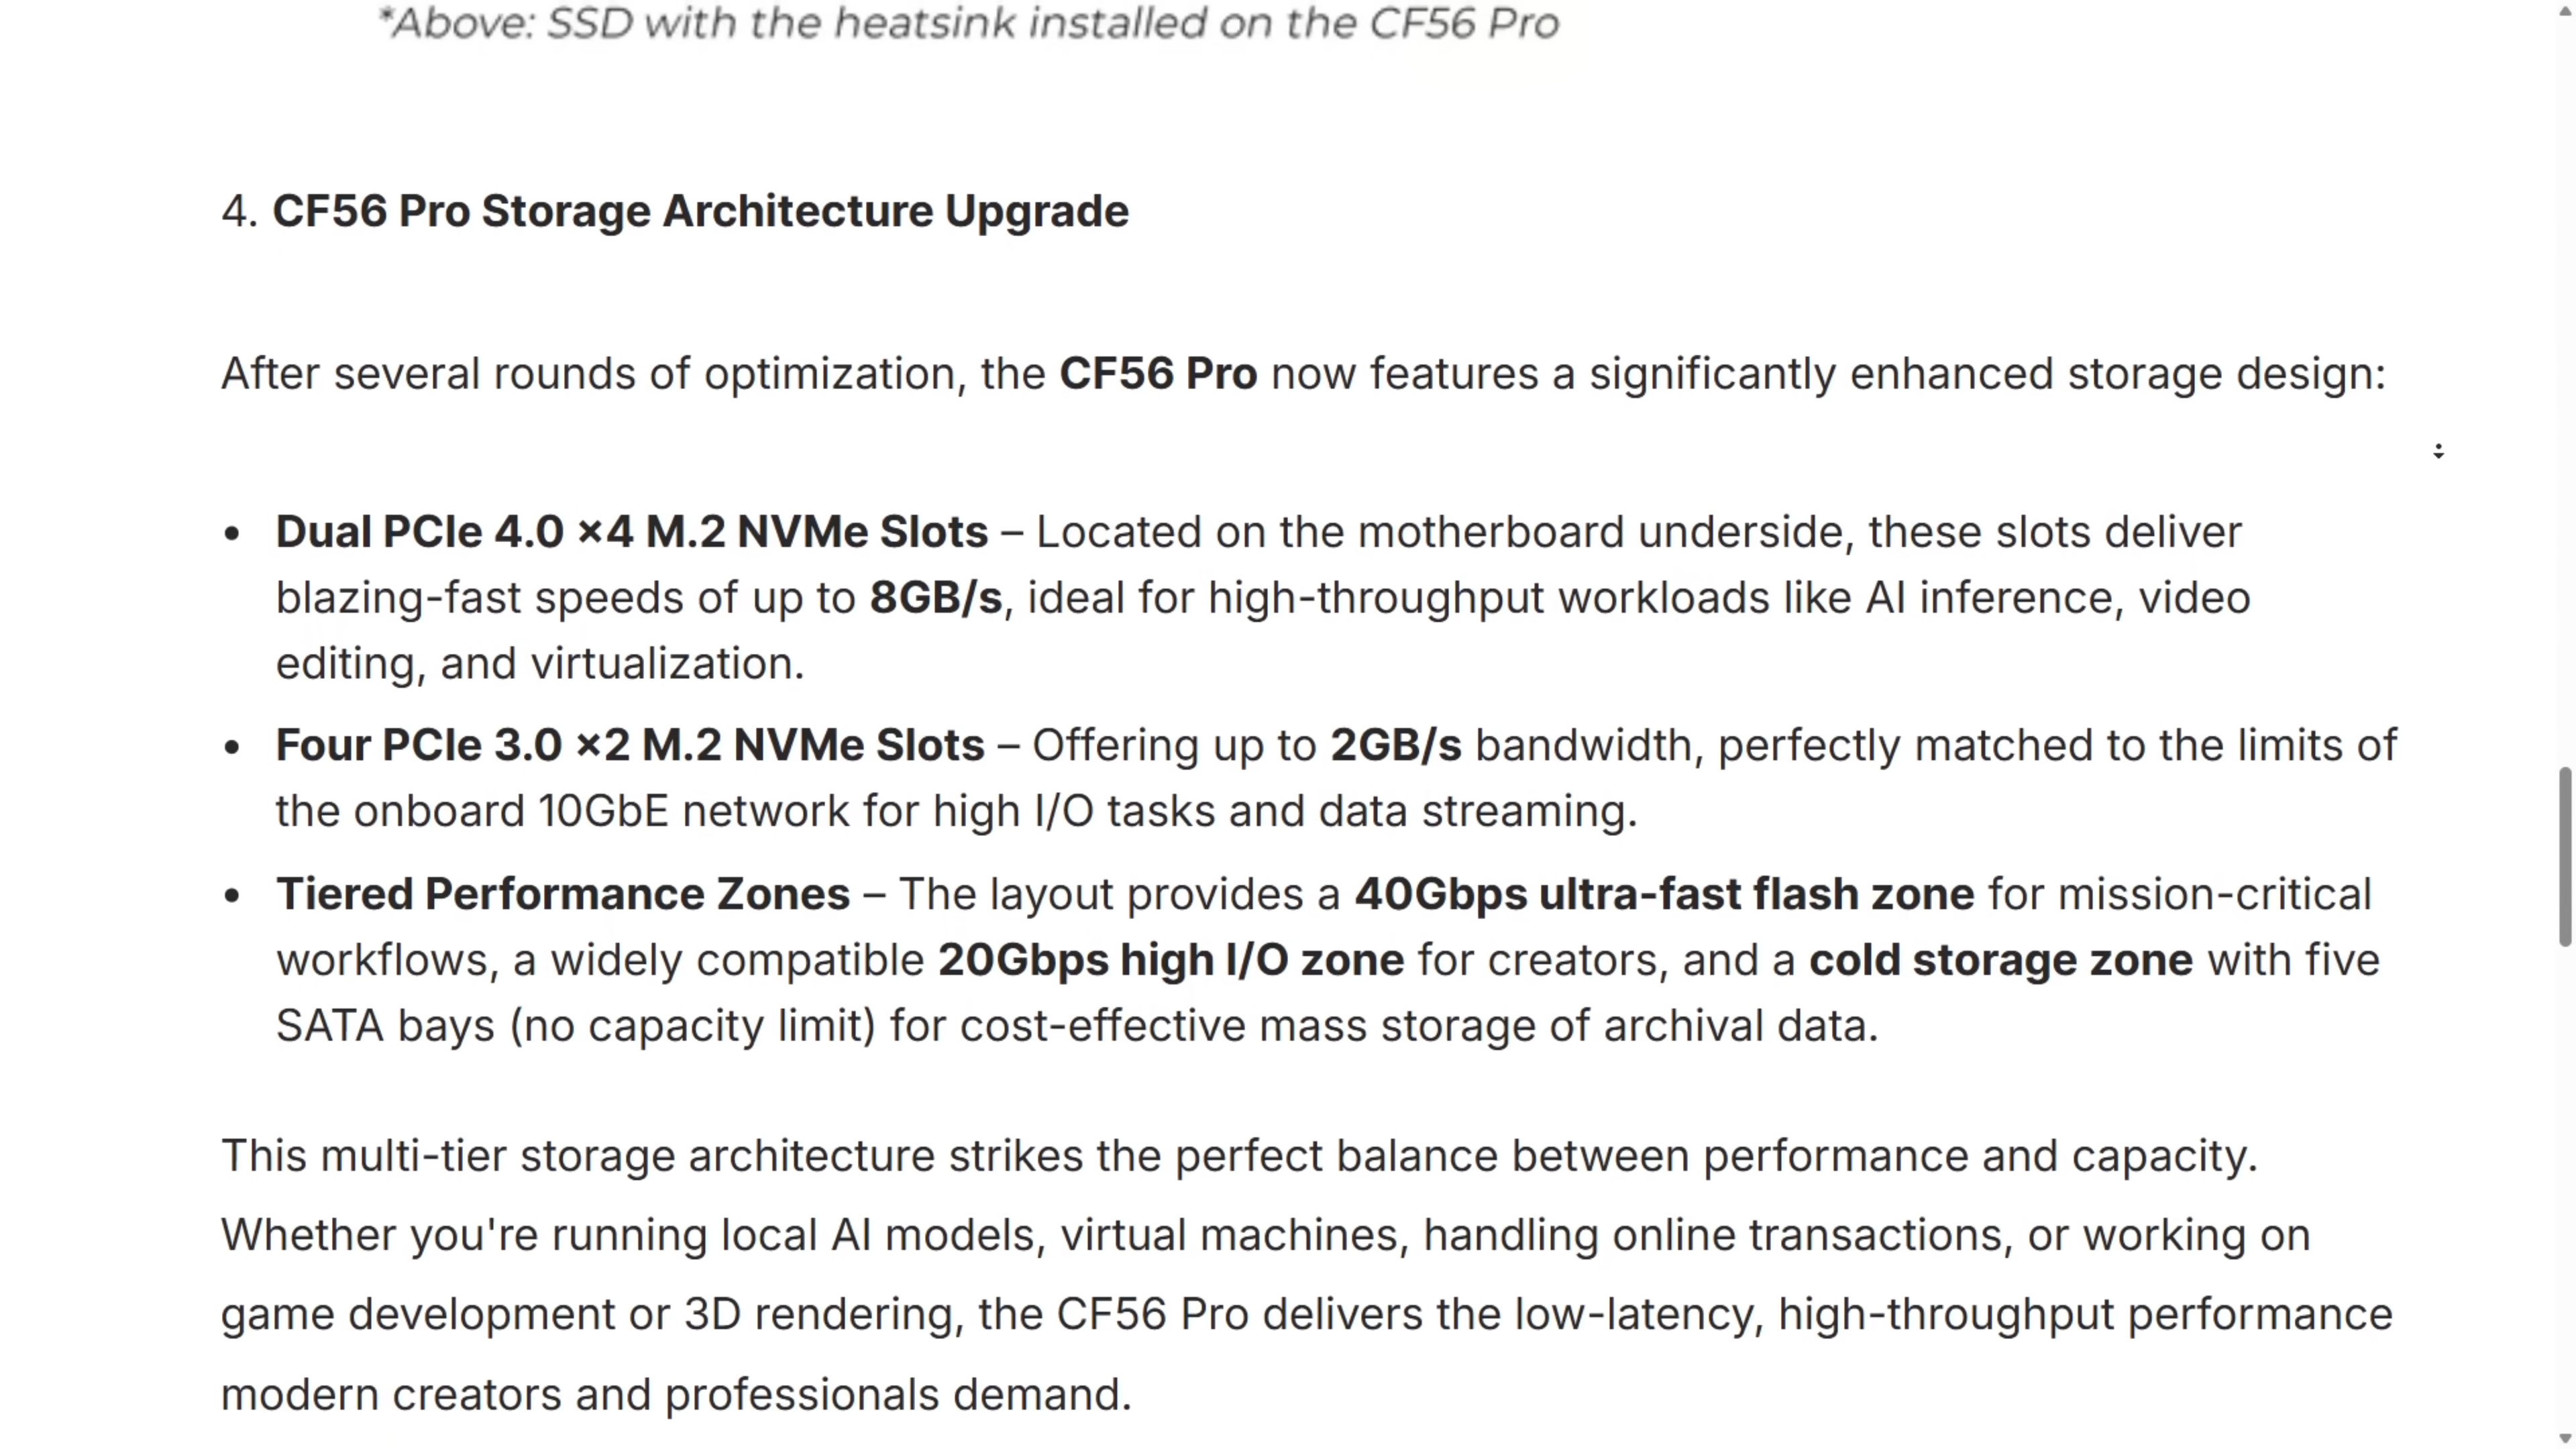 *Above: SSD with the heatsink installed on the CF56 Pro
4. CF56 Pro Storage Architecture Upgrade
After several rounds of optimization, the CF56 Pro now features a significantly enhanced storage design:
• Dual PCIe 4.0 ×4 M.2 NVMe Slots – Located on the motherboard underside, these slots deliver
blazing-fast speeds of up to 8GB/s, ideal for high-throughput workloads like AI inference, video
editing, and virtualization.
• Four PCIe 3.0 ×2 M.2 NVMe Slots – Offering up to 2GB/s bandwidth, perfectly matched to the limits of
the onboard 10GbE network for high I/O tasks and data streaming.
• Tiered Performance Zones – The layout provides a 40Gbps ultra-fast flash zone for mission-critical
workflows, a widely compatible 20Gbps high I/O zone for creators, and a cold storage zone with five
SATA bays (no capacity limit) for cost-effective mass storage of archival data.
This multi-tier storage architecture strikes the perfect balance between performance and capacity.
Whether you're running local AI models, virtual machines, handling online transactions, or working on
game development or 3D rendering, the CF56 Pro delivers the low-latency, high-throughput performance
modern creators and professionals demand.